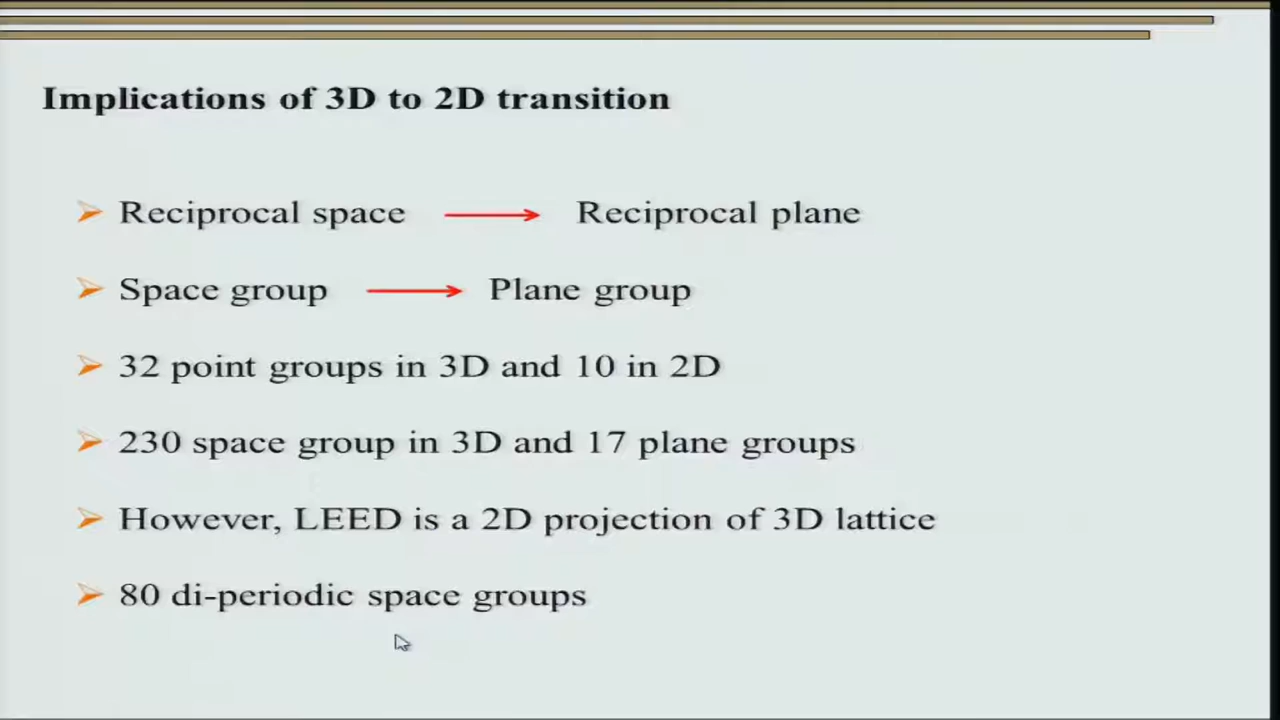 Implications of 3D to 2D transition
Reciprocal space → Reciprocal plane
Space group → Plane group
32 point groups in 3D and 10 in 2D
230 space group in 3D and 17 plane groups
However, LEED is a 2D projection of 3D lattice
80 di-periodic space groups